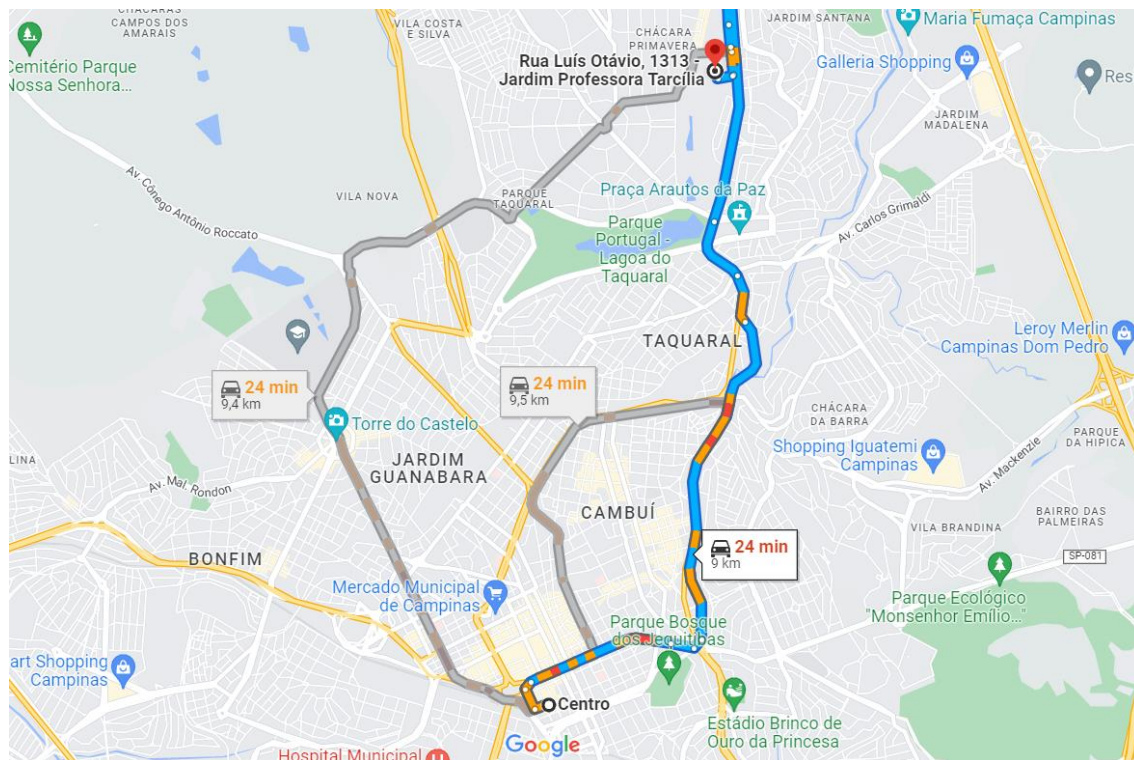 CHÁCARAS
CAMPOS DOS
AMARAIS
VILA COSTA
E SILVA
CHÁCARA
PRIMAVERA
JARDIM SANTANA
Maria Fumaça Campinas
Cemitério Parque
Nossa Senhora...
Rua Luís Otávio, 1313 -
Jardim Professora Tarcília
Galleria Shopping
Res
JARDIM
MADALENA
Av. Cônego Antônio Roccato
VILA NOVA
PARQUE
TAQUARAL
Praça Arautos da Paz
Av. Carlos Grimaldi
Parque
Portugal -
Lagoa do
Taquaral
TAQUARAL
Leroy Merlin
Campinas Dom Pedro
24 min
9,4 km
24 min
9,5 km
CHÁCARA
DA BARRA
Torre do Castelo
PARQUE
DA HIPICA
Shopping Iguatemi
Campinas
LINA
JARDIM
GUANABARA
Av. Mal. Rondon
Av. Mackenzie
CAMBUÍ
BAIRRO DAS
PALMEIRAS
VILA BRANDINA
BONFIM
24 min
9 km
SP-081
Mercado Municipal
de Campinas
Parque Ecológico
"Monsenhor Emílio..."
Parque Bosque
dos Jequitibás
art Shopping
Campinas
Centro
Estádio Brinco de
Ouro da Princesa
Google
Hospital Municipal